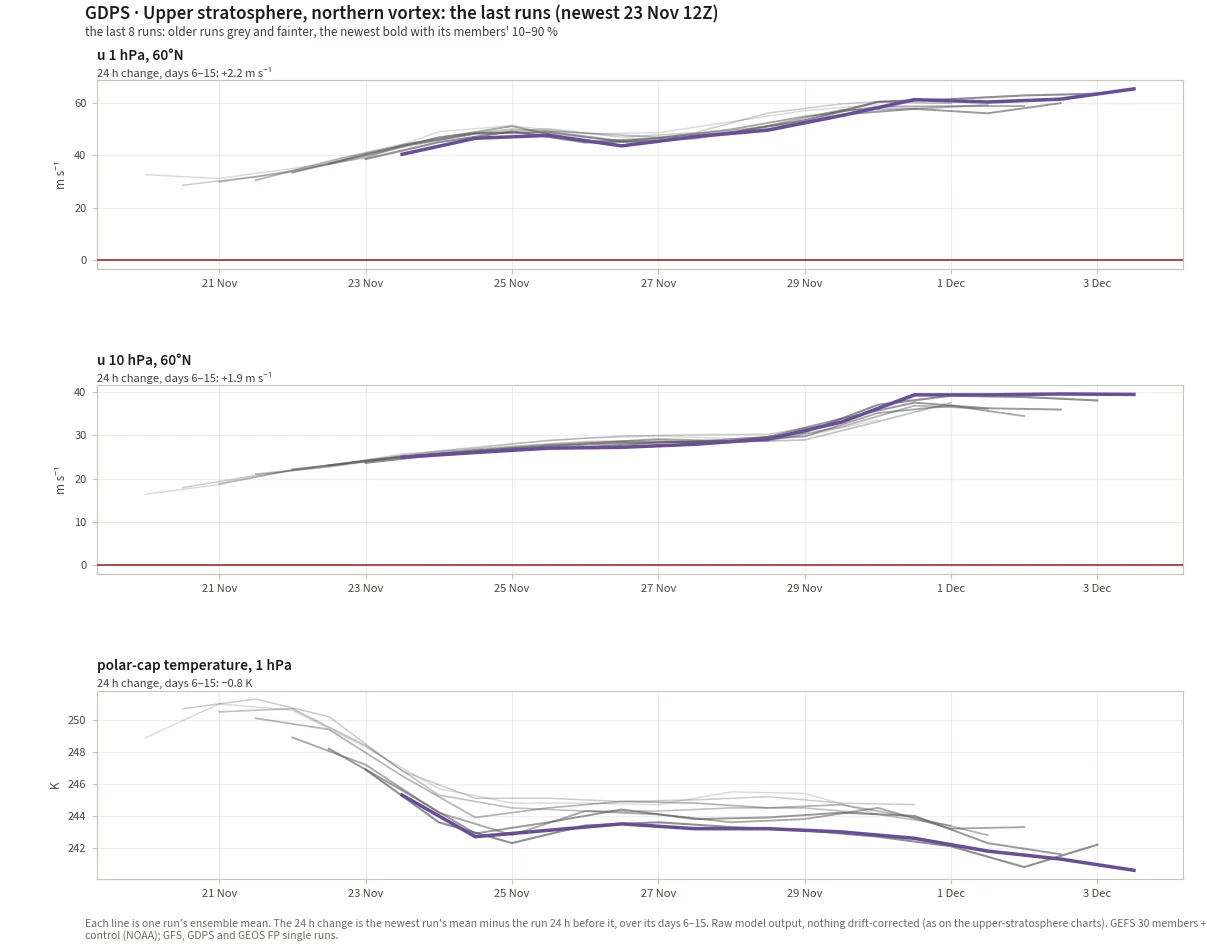 GDPS · Upper stratosphere, northern vortex: the last runs (newest 23 Nov 12Z)
the last 8 runs: older runs grey and fainter, the newest bold with its members' 10–90 %
u 1 hPa, 60°N
24 h change, days 6–15: +2.2 m s⁻¹
60
40
20
0
m s⁻¹
21 Nov 23 Nov 25 Nov 27 Nov 29 Nov 1 Dec 3 Dec
u 10 hPa, 60°N
24 h change, days 6–15: +1.9 m s⁻¹
40
30
20
10
0
m s⁻¹
21 Nov 23 Nov 25 Nov 27 Nov 29 Nov 1 Dec 3 Dec
polar-cap temperature, 1 hPa
24 h change, days 6–15: −0.8 K
250
248
246
244
242
K
21 Nov 23 Nov 25 Nov 27 Nov 29 Nov 1 Dec 3 Dec
Each line is one run's ensemble mean. The 24 h change is the newest run's mean minus the run 24 h before it, over its days 6–15. Raw model output, nothing drift-corrected (as on the upper-stratosphere charts). GEFS 30 members +
control (NOAA); GFS, GDPS and GEOS FP single runs.